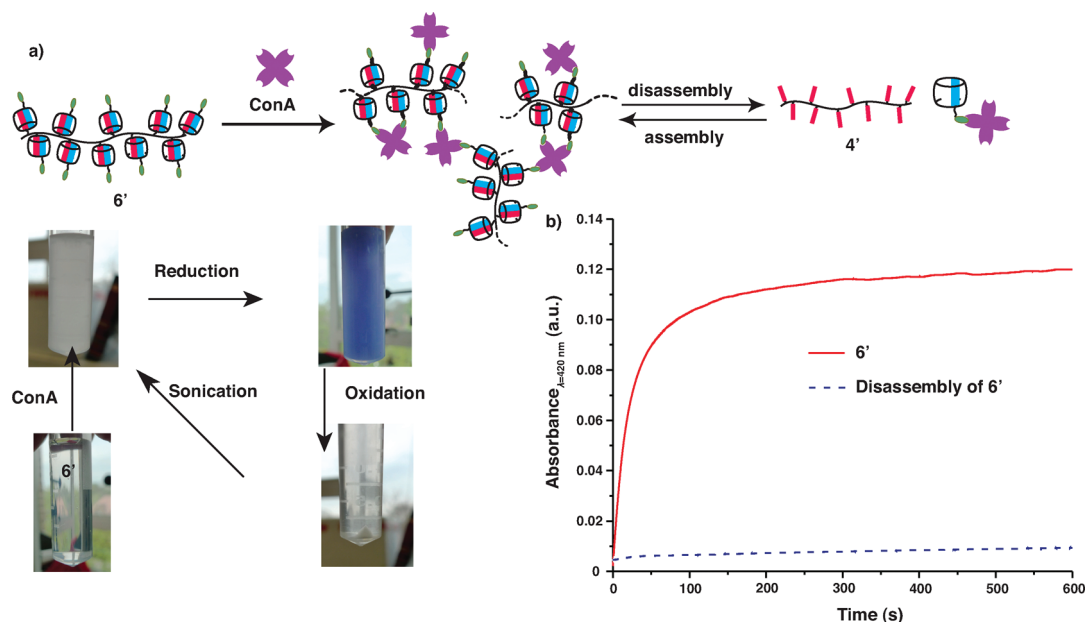 a)
ConA
disassembly
assembly
6’
4’
Reduction
ConA
Sonication
Oxidation
6’
b)
0.14
0.12
0.10
0.08
0.06
0.04
0.02
0
Absorbance λ=420 nm (a.u.)
6’
Disassembly of 6’
0 100 200 300 400 500 600
Time (s)